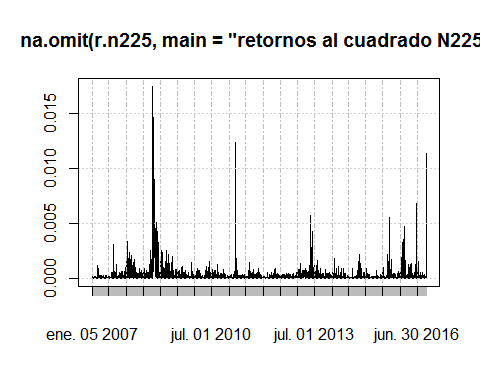 na.omit(r.n225, main = "retornos al cuadrado N225
0.015
0.010
0.005
0.000
ene. 05 2007 jul. 01 2010 jul. 01 2013 jun. 30 2016